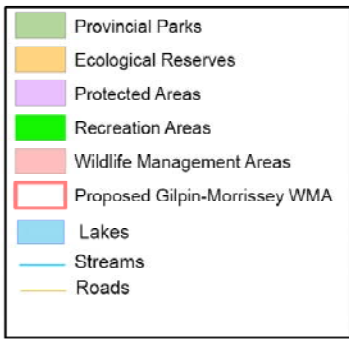 Provincial Parks
Ecological Reserves
Protected Areas
Recreation Areas
Wildlife Management Areas
Proposed Gilpin-Morrissey WMA
Lakes
Streams
Roads